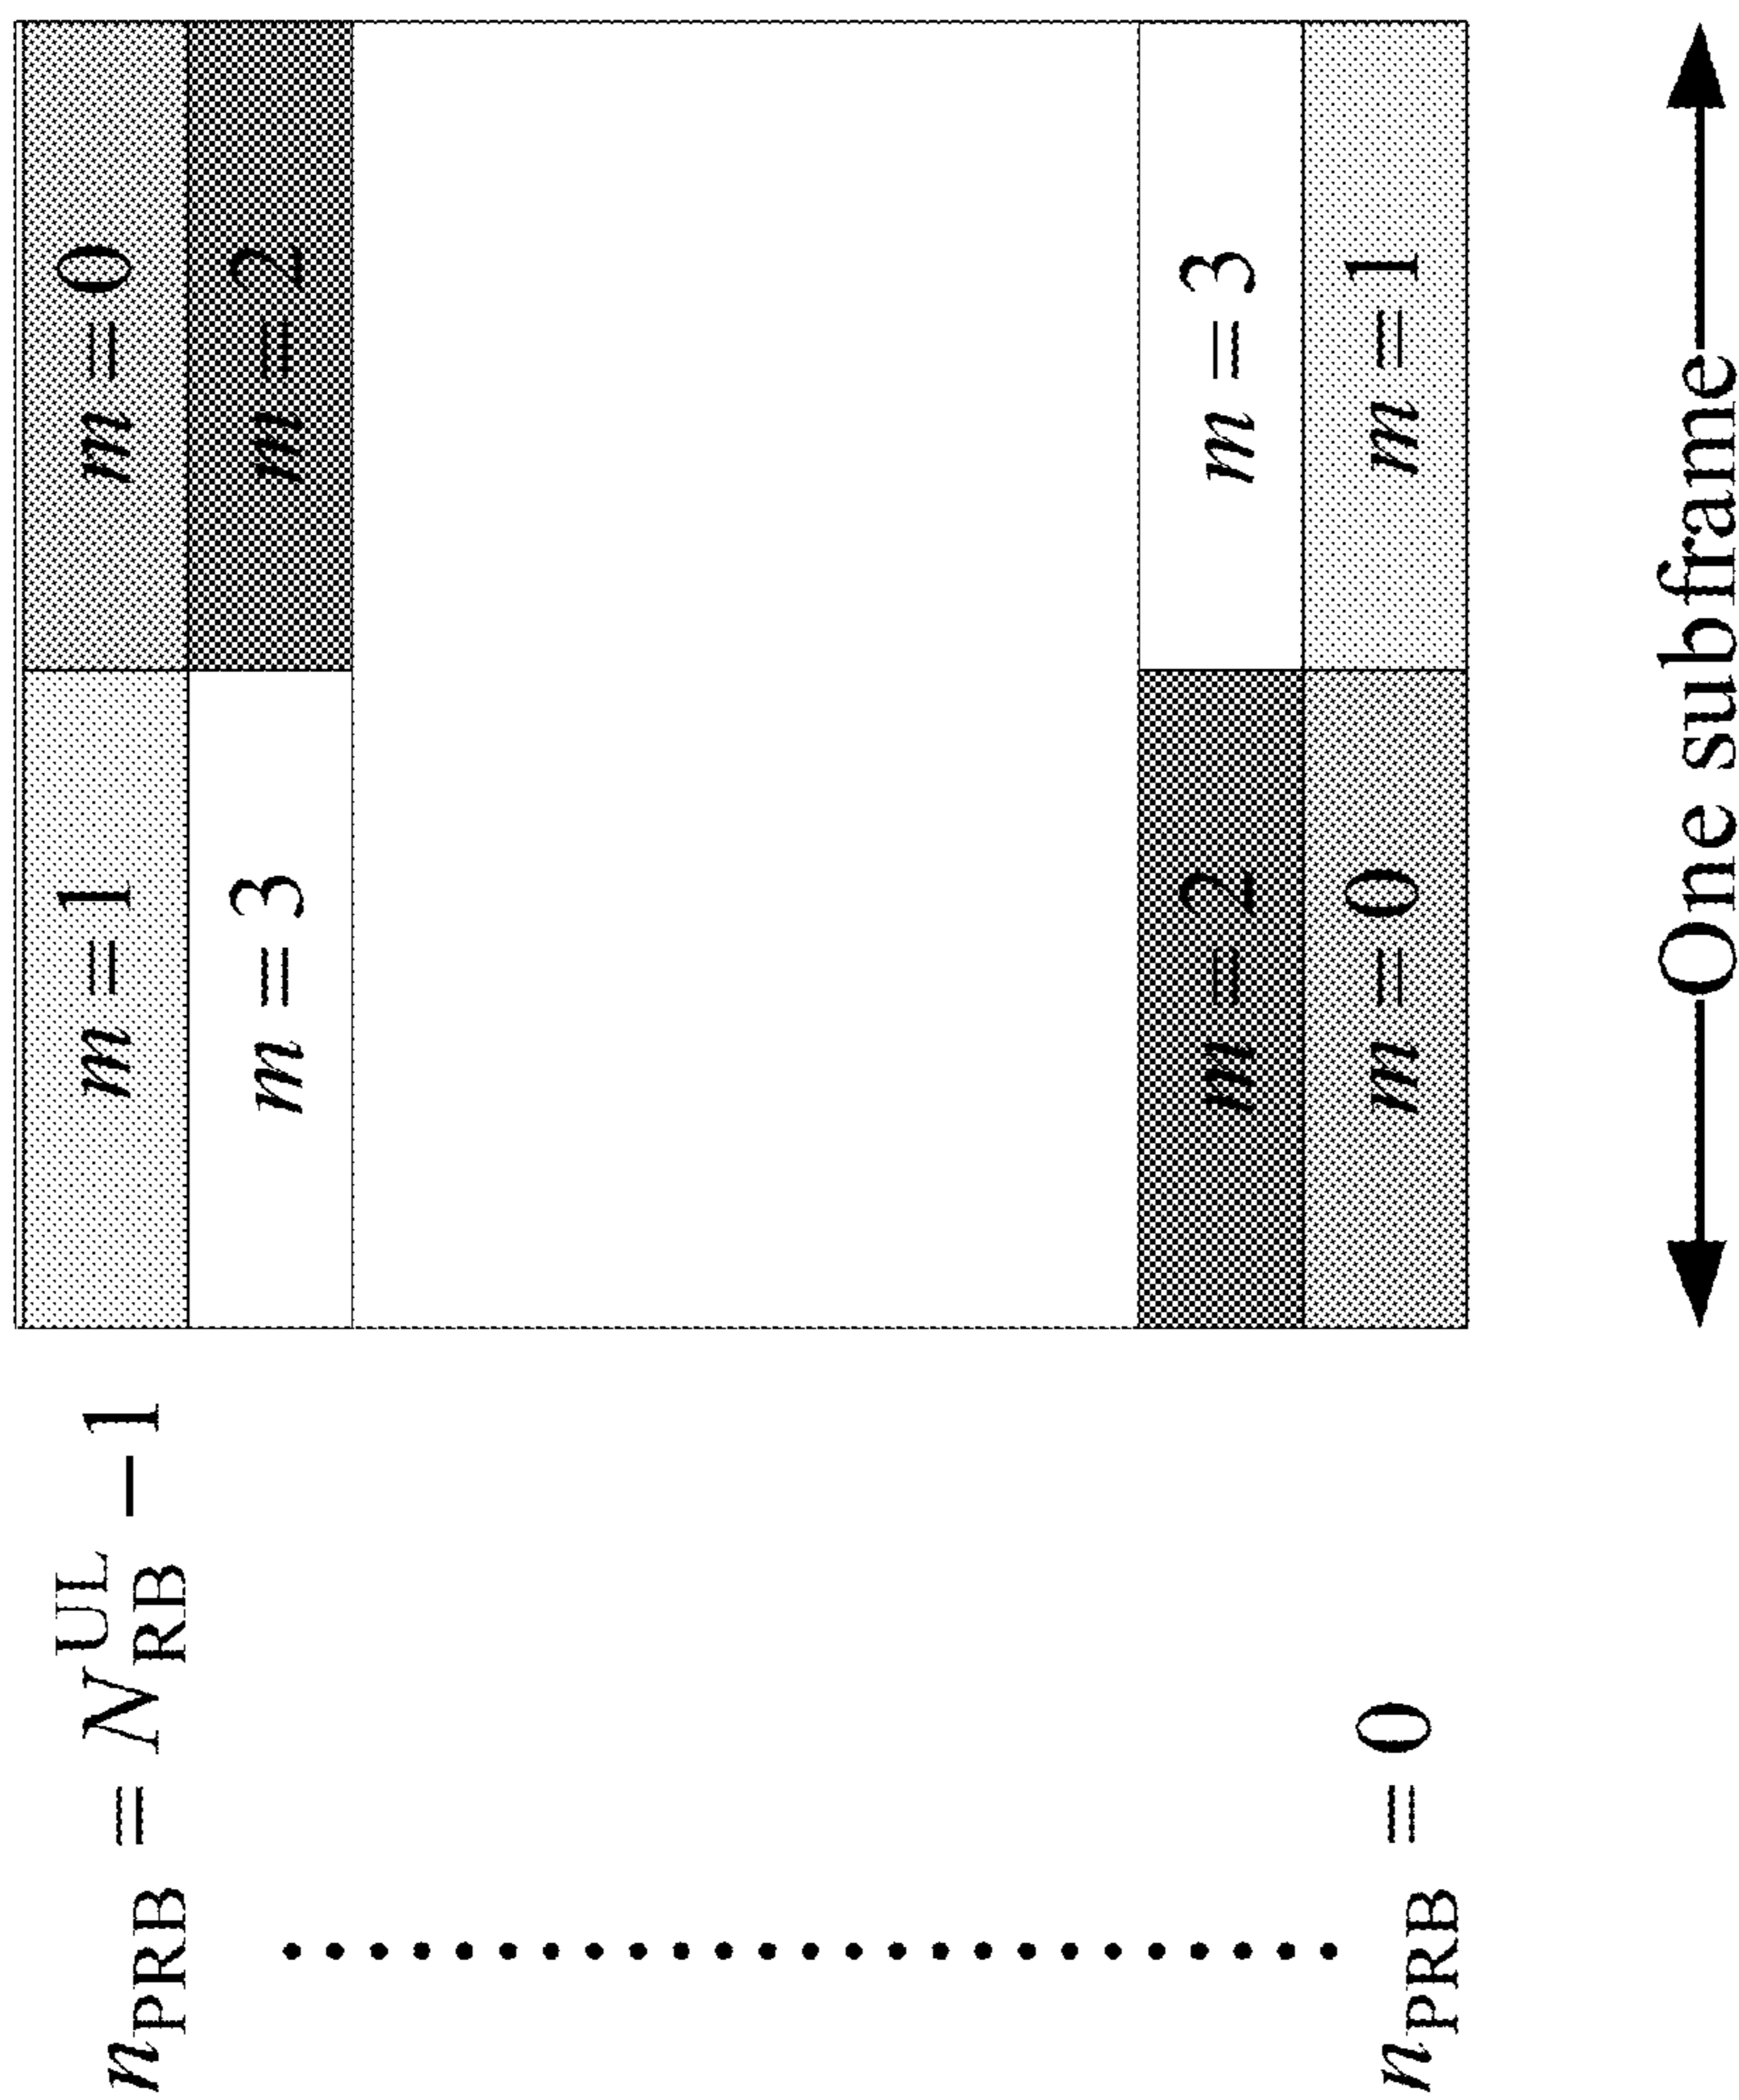 n_PRB = N_RB^UL −1 m = 1 m = 0
m = 3 m = 2
m = 2 m = 3
n_PRB = 0 m = 0 m = 1
One subframe